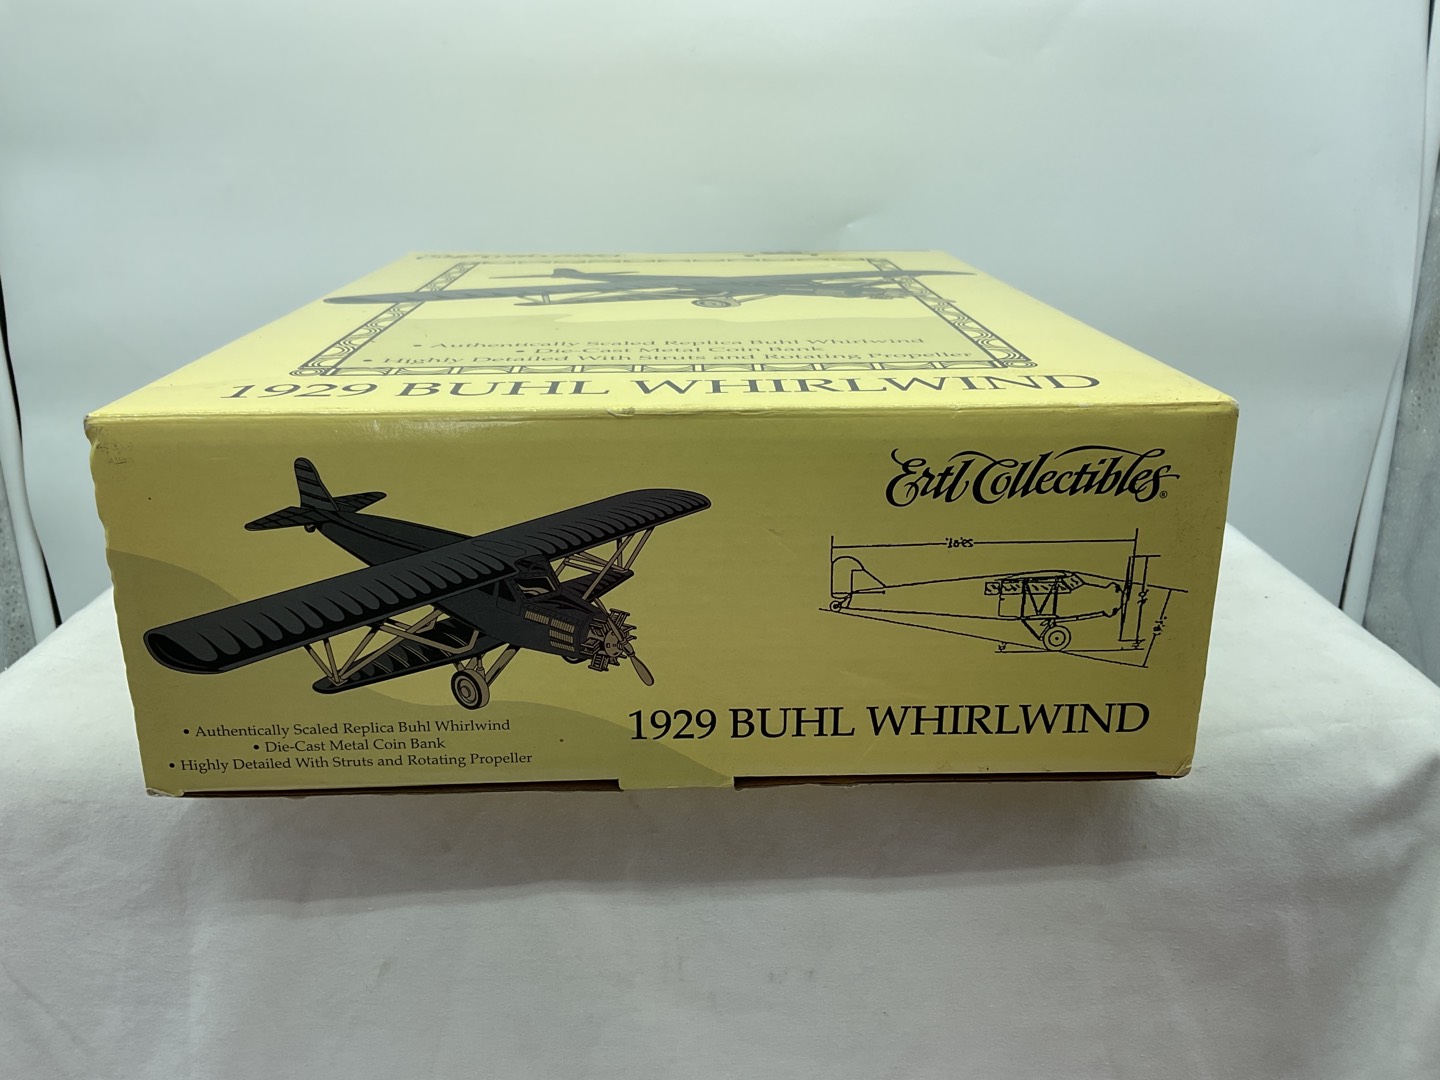 • Authentically Scaled Replica Buhl Whirlwind
• Die-Cast Metal Coin Bank
• Highly Detailed With Struts and Rotating Propeller
1929 BUHL WHIRLWIND
Ertl Collectibles®
• Authentically Scaled Replica Buhl Whirlwind
• Die-Cast Metal Coin Bank
• Highly Detailed With Struts and Rotating Propeller
1929 BUHL WHIRLWIND